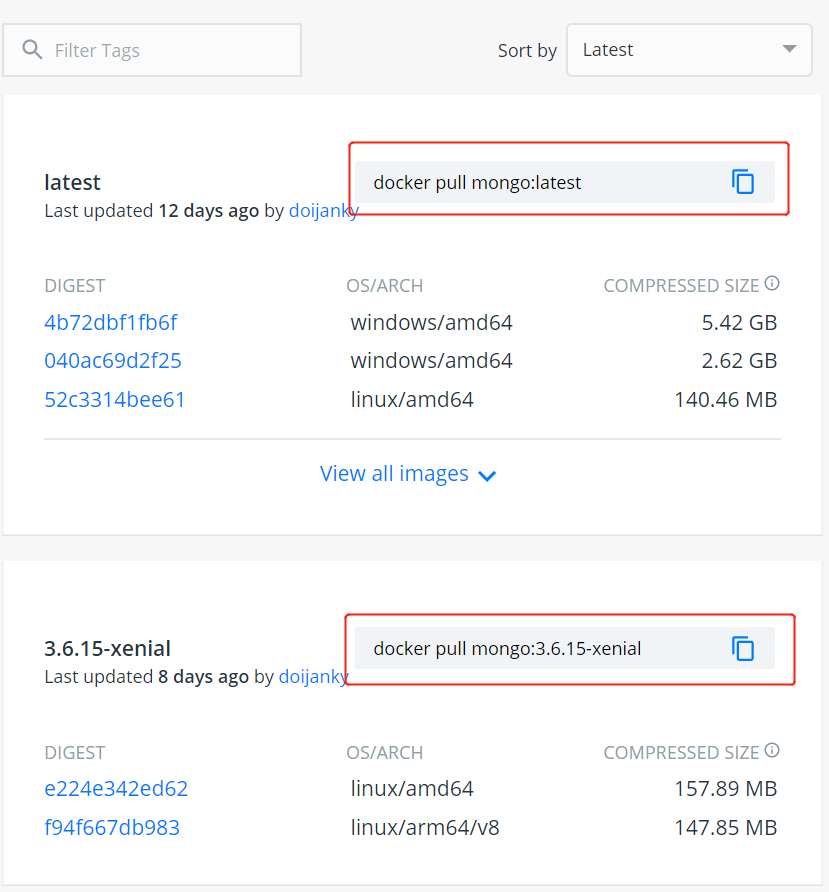 Filter Tags
Sort by
Latest
latest
docker pull mongo:latest
Last updated 12 days ago by doijanky
DIGEST OS/ARCH COMPRESSED SIZE
4b72dbf1fb6f windows/amd64 5.42 GB
040ac69d2f25 windows/amd64 2.62 GB
52c3314bee61 linux/amd64 140.46 MB
View all images
3.6.15-xenial
docker pull mongo:3.6.15-xenial
Last updated 8 days ago by doijanky
DIGEST OS/ARCH COMPRESSED SIZE
e224e342ed62 linux/amd64 157.89 MB
f94f667db983 linux/arm64/v8 147.85 MB